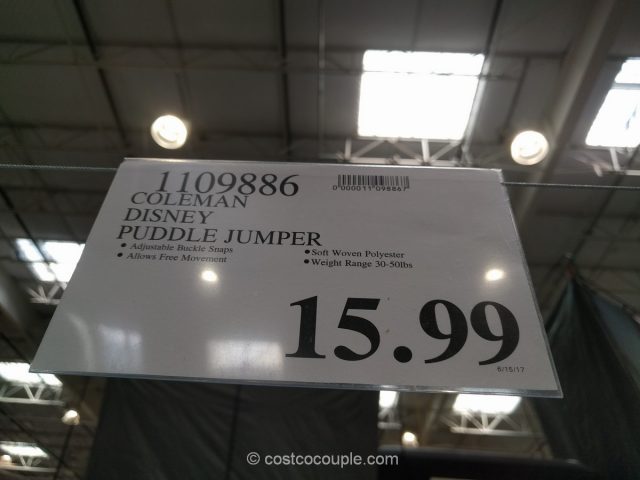 1109886
0000011098867
COLEMAN
DISNEY
PUDDLE JUMPER
• Adjustable Buckle Snaps
• Allows Free Movement
• Soft Woven Polyester
• Weight Range 30-50lbs
15.99
6/15/17
© costcocouple.com